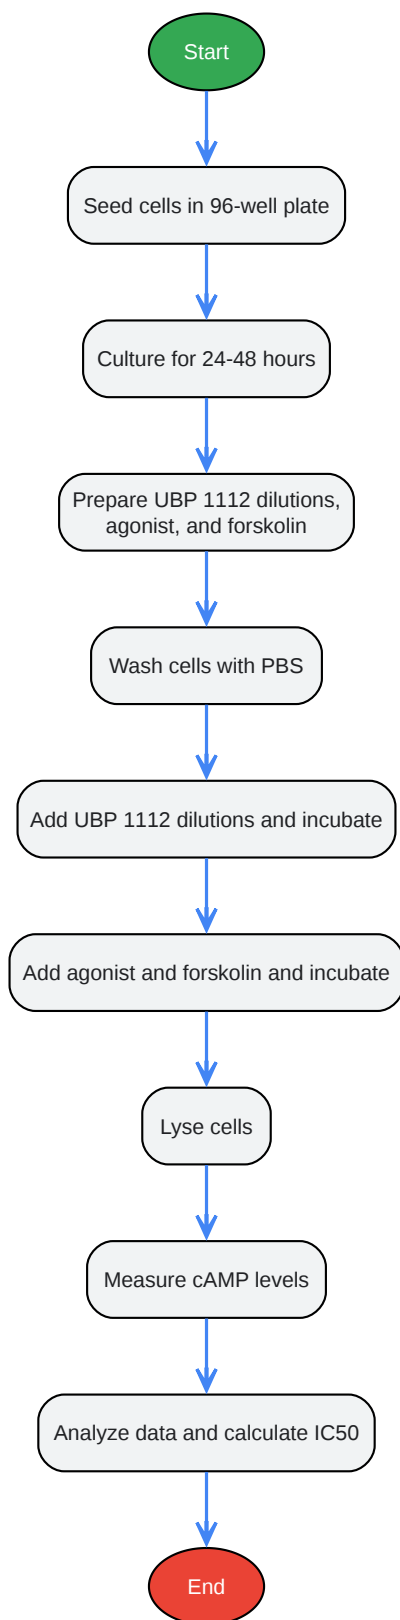 Start
Seed cells in 96-well plate
Culture for 24-48 hours
Prepare UBP 1112 dilutions,
agonist, and forskolin
Wash cells with PBS
Add UBP 1112 dilutions and incubate
Add agonist and forskolin and incubate
Lyse cells
Measure cAMP levels
Analyze data and calculate IC50
End